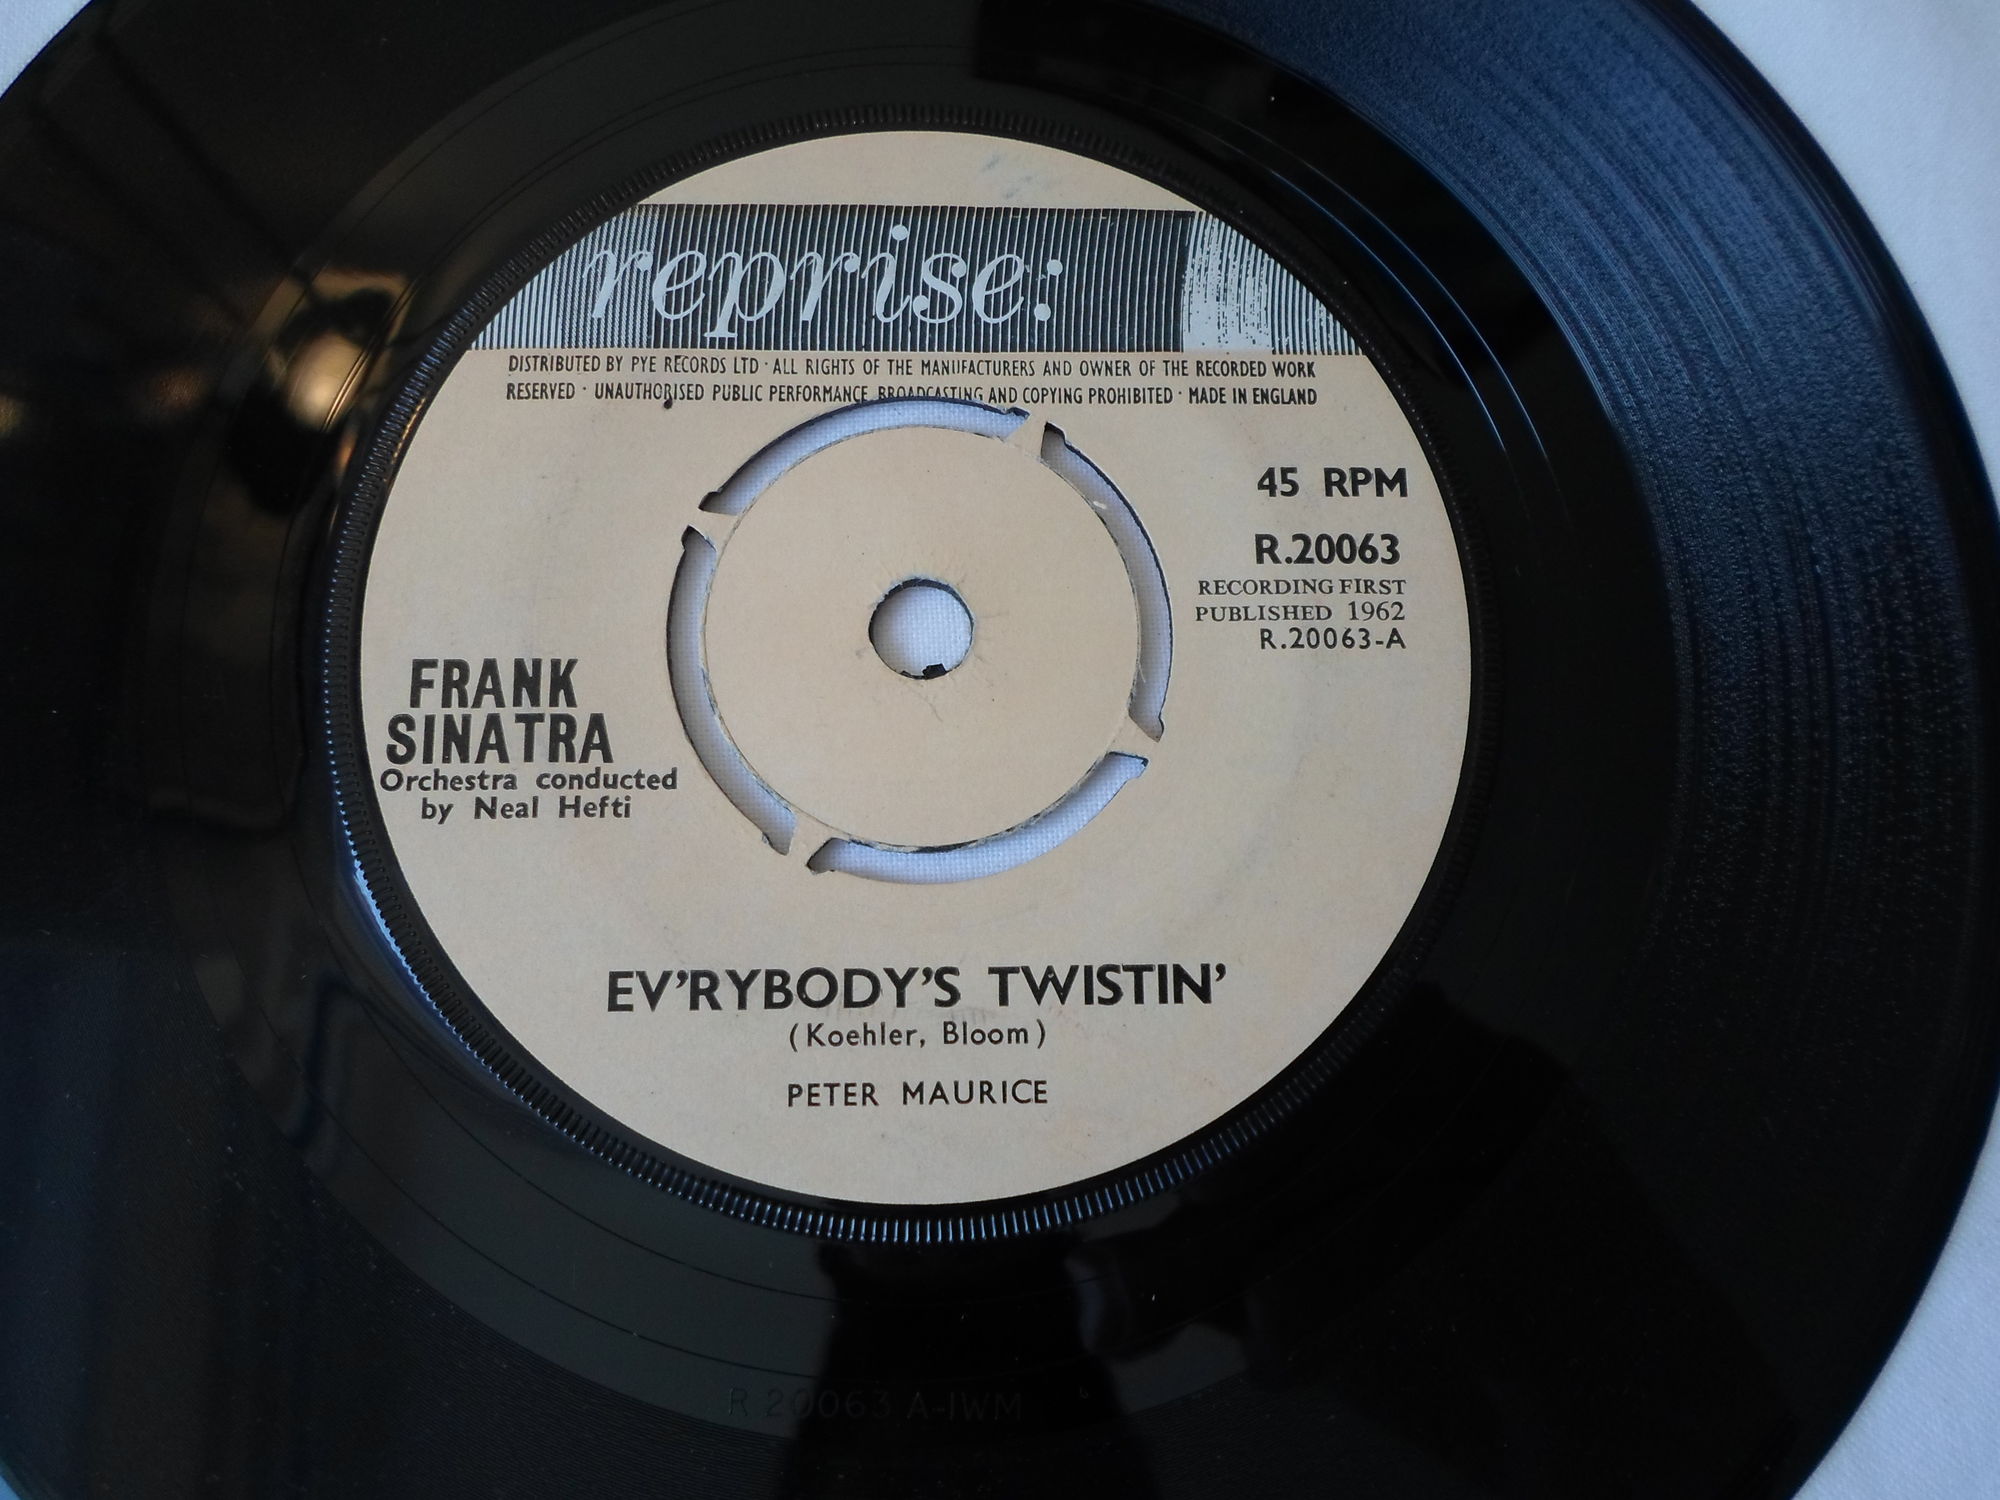 reprise:
DISTRIBUTED BY PYE RECORDS LTD · ALL RIGHTS OF THE MANUFACTURERS AND OWNER OF THE RECORDED WORK
RESERVED · UNAUTHORISED PUBLIC PERFORMANCE BROADCASTING AND COPYING PROHIBITED · MADE IN ENGLAND
45 RPM
R.20063
RECORDING FIRST
PUBLISHED 1962
R.20063-A
FRANK
SINATRA
Orchestra conducted
by Neal Hefti
EV'RYBODY'S TWISTIN'
(Koehler, Bloom)
PETER MAURICE
R 20063 A-1WM